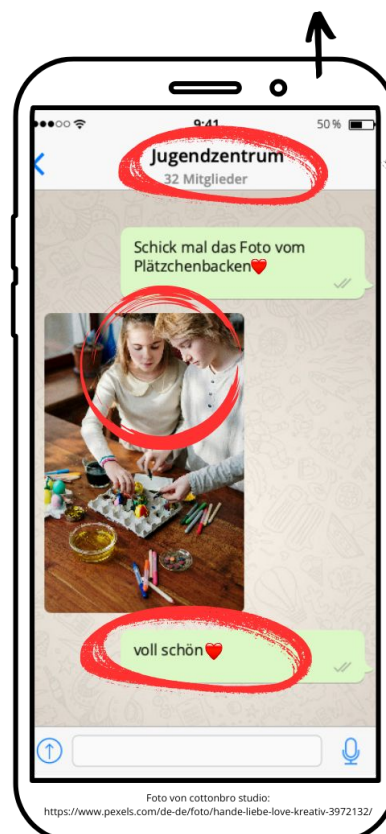 9:41
50 %
Jugendzentrum
32 Mitglieder
Schick mal das Foto vom
Plätzchenbacken❤️
voll schön❤️
Foto von cottonbro studio:
https://www.pexels.com/de-de/foto/hande-liebe-love-kreativ-3972132/